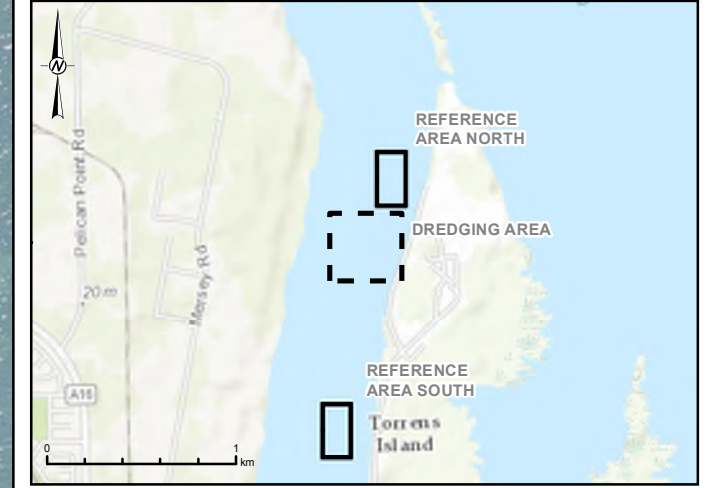 N
REFERENCE
AREA NORTH
Pelican Point Rd
DREDGING AREA
Mersey Rd
20 m
REFERENCE
AREA SOUTH
A16
Torrens
Island
0
1
km